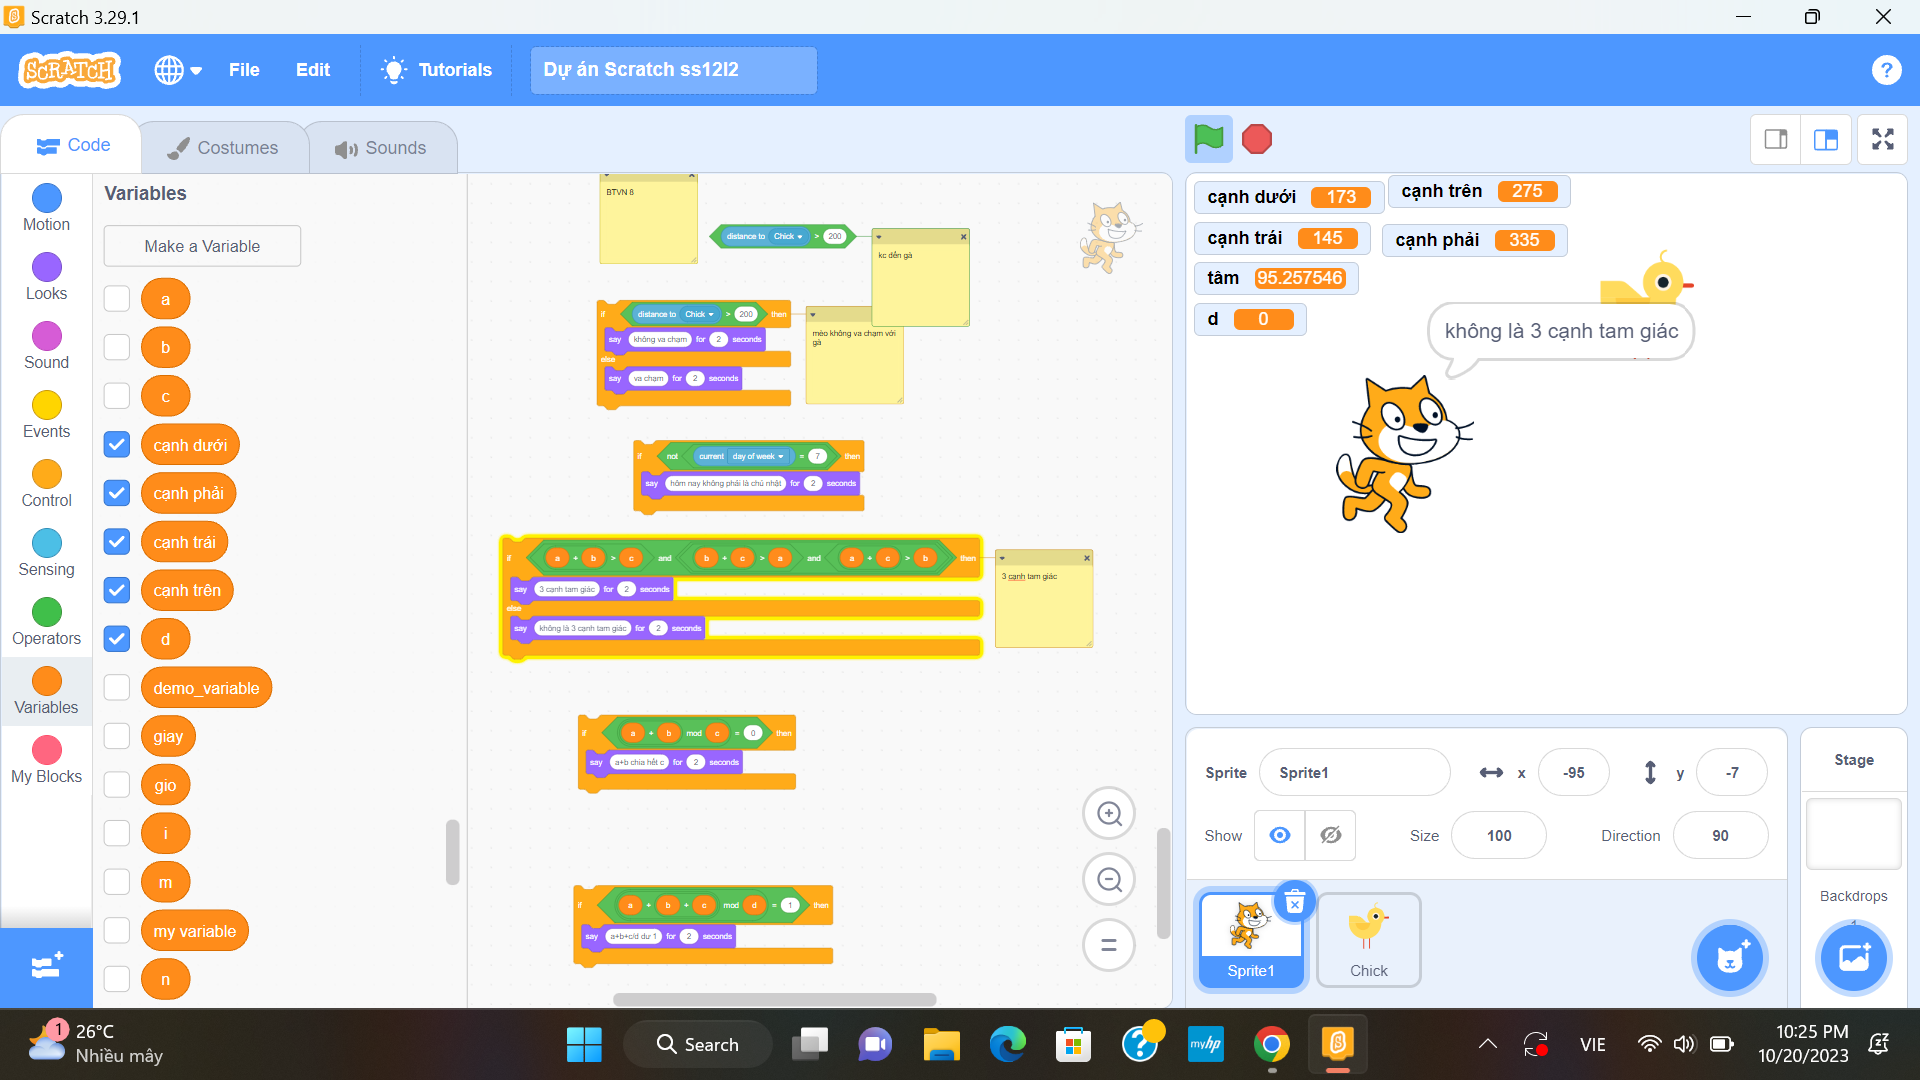 Scratch 3.29.1
SCRATCH
File
Edit
Tutorials
Dự án Scratch ss12l2
?
Code
Costumes
Sounds
Motion
Looks
Sound
Events
Control
Sensing
Operators
Variables
My Blocks
Variables
Make a Variable
a
b
c
cạnh dưới
cạnh phải
cạnh trái
cạnh trên
d
demo_variable
giay
gio
i
m
my variable
n
BTVN 8
distance to Chick > 200
kc đến gà
if distance to Chick > 200 then
say không va chạm for 2 seconds
else
say va chạm for 2 seconds
mèo không va chạm với
gà
if not current day of week = 7 then
say hôm nay không phải là chủ nhật for 2 seconds
if a + b > c and b + c > a and a + c > b then
say 3 cạnh tam giác for 2 seconds
else
say không là 3 cạnh tam giác for 2 seconds
3 cạnh tam giác
if a + b mod c = 0 then
say a+b chia hết c for 2 seconds
if a + b + c mod d = 1 then
say a+b+c/d dư 1 for 2 seconds
cạnh dưới 173
cạnh trên 275
cạnh trái 145
cạnh phải 335
tâm 95.257546
d 0
không là 3 cạnh tam giác
Sprite
Sprite1
x
-95
y
-7
Show
Size
100
Direction
90
Sprite1
Chick
Stage
Backdrops
1
1
26°C
Nhiều mây
Search
myhp
VIE
10:25 PM
10/20/2023